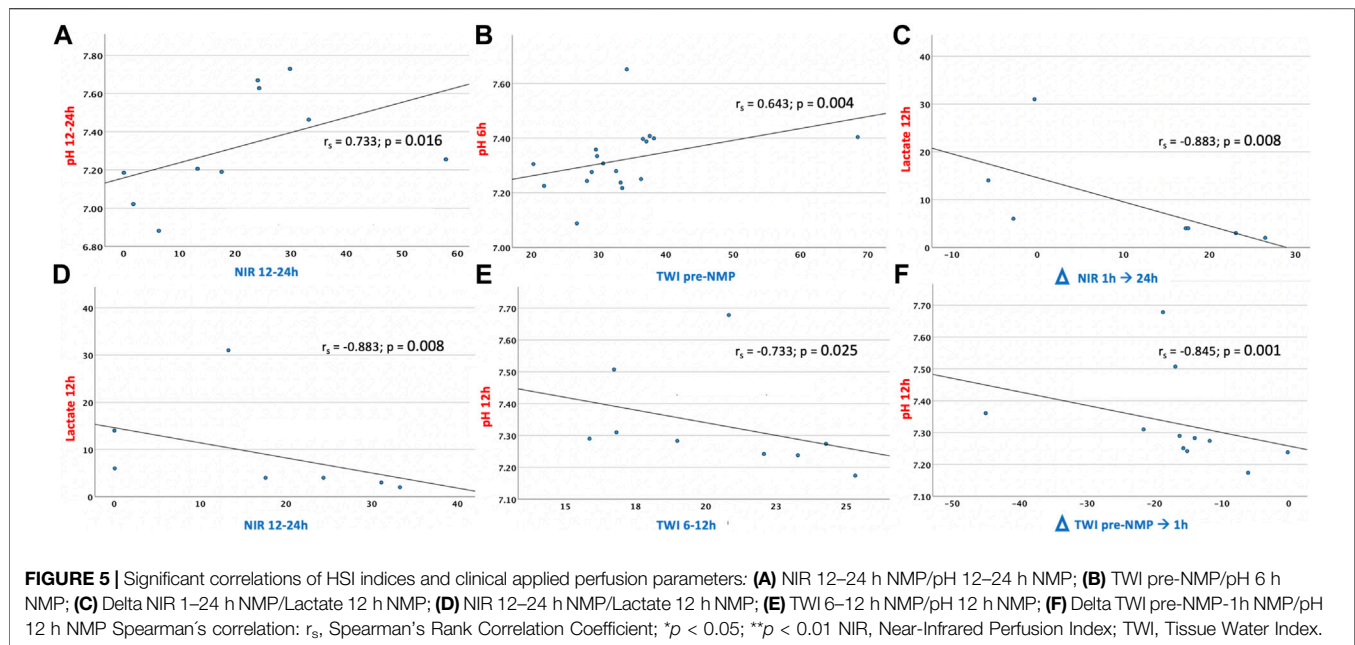 A
7.80
7.60
7.40
7.20
7.00
6.80
pH 12-24h
rs = 0.733; p = 0.016
0 10 20 30 40 50 60
NIR 12-24h
B
7.60
7.40
7.20
7.00
pH 6h
rs = 0.643; p = 0.004
20 30 40 50 60 70
TWI pre-NMP
C
40
30
20
10
0
Lactate 12h
rs = -0.883; p = 0.008
−10 0 10 20 30
Δ NIR 1h → 24h
D
40
30
20
10
0
Lactate 12h
rs = -0.883; p = 0.008
0 10 20 30 40
NIR 12-24h
E
7.70
7.60
7.50
7.40
7.30
7.20
7.10
pH 12h
rs = -0.733; p = 0.025
15 18 20 23 25
TWI 6-12h
F
7.70
7.60
7.50
7.40
7.30
7.20
7.10
pH 12h
rs = -0.845; p = 0.001
−50 −40 −30 −20 −10 0
Δ TWI pre-NMP → 1h
FIGURE 5 | Significant correlations of HSI indices and clinical applied perfusion parameters: (A) NIR 12–24 h NMP/pH 12–24 h NMP; (B) TWI pre-NMP/pH 6 h
NMP; (C) Delta NIR 1–24 h NMP/Lactate 12 h NMP; (D) NIR 12–24 h NMP/Lactate 12 h NMP; (E) TWI 6–12 h NMP/pH 12 h NMP; (F) Delta TWI pre-NMP-1h NMP/pH
12 h NMP Spearman´s correlation: rs, Spearman's Rank Correlation Coefficient; *p < 0.05; **p < 0.01 NIR, Near-Infrared Perfusion Index; TWI, Tissue Water Index.